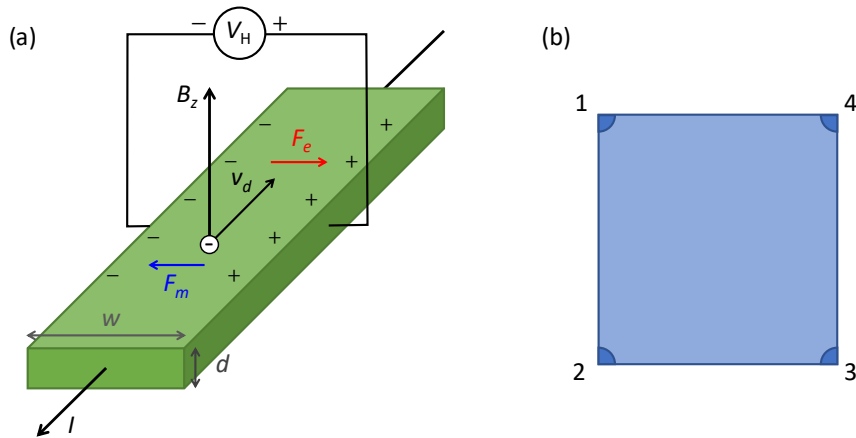 (a)
− V_H +
(b)
B_z
1 4
− +
− F_e +
v_d
− +
− - +
− F_m +
w
d
2 3
I